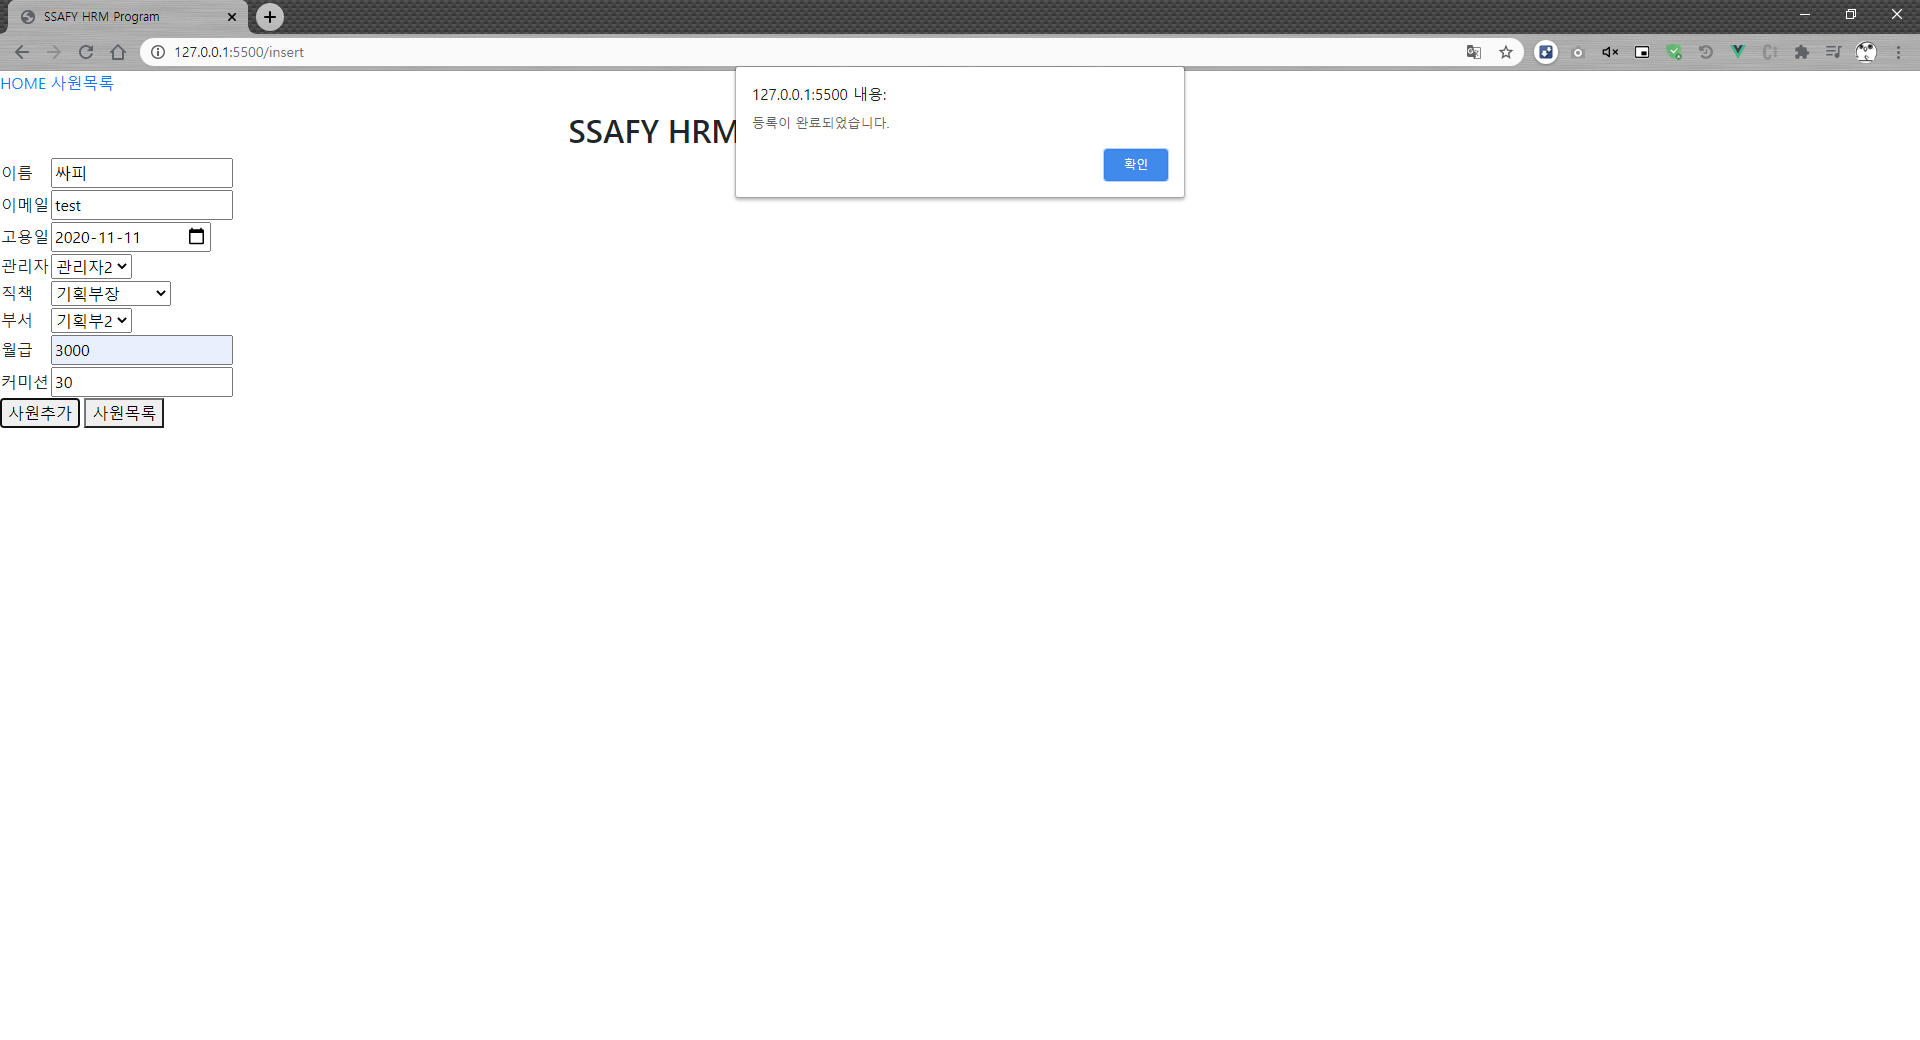 SSAFY HRM Program
127.0.0.1:5500/insert
HOME 사원목록
127.0.0.1:5500 내용:
등록이 완료되었습니다.
확인
SSAFY HRM
이름 싸피
이메일 test
고용일 2020-11-11
관리자 관리자2
직책 기획부장
부서 기획부2
월급 3000
커미션 30
사원추가 사원목록